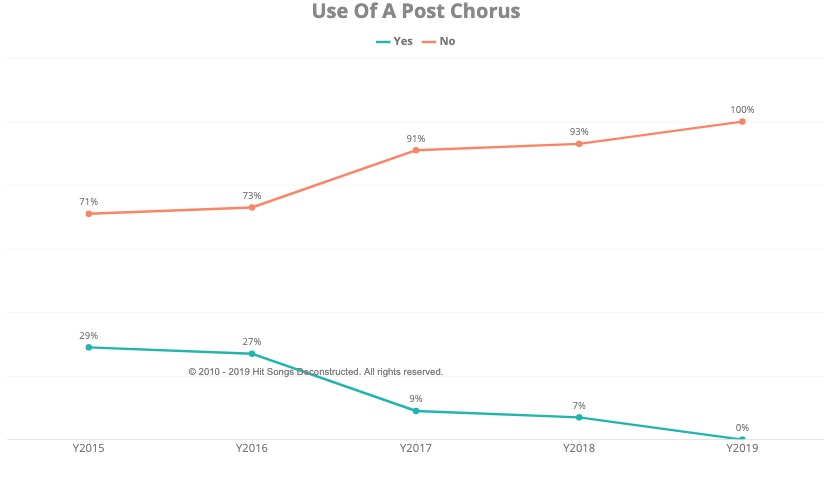 Use Of A Post Chorus
Yes No
100%
93%
91%
73%
71%
29%
27%
© 2010 - 2019 Hit Songs Deconstructed. All rights reserved.
9%
7%
0%
Y2015 Y2016 Y2017 Y2018 Y2019